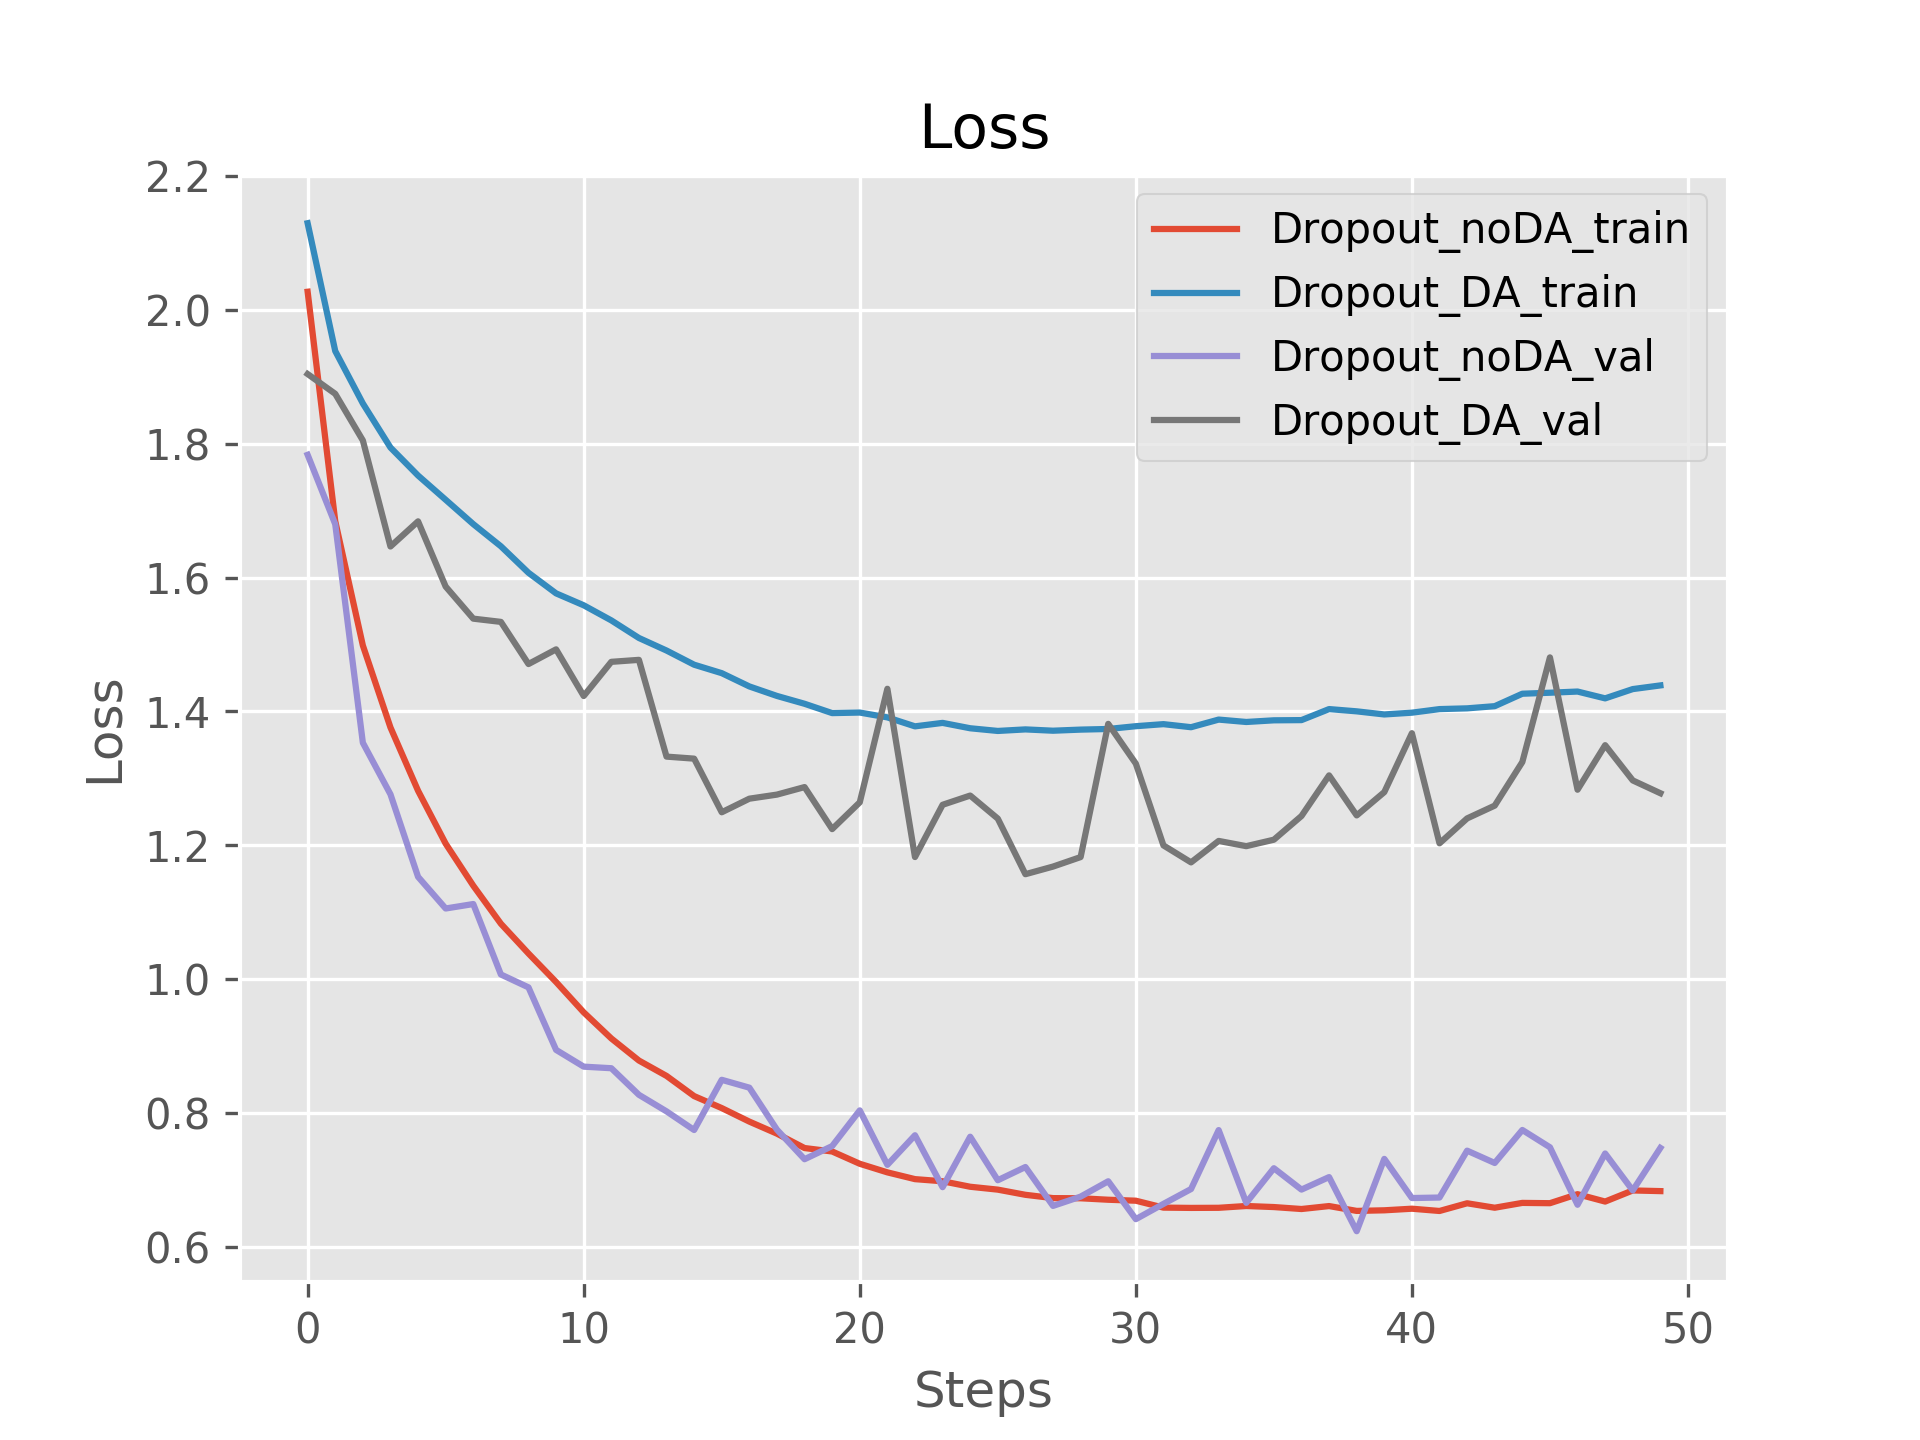 Loss
2.2
2.0
1.8
1.6
1.4
1.2
1.0
0.8
0.6
Loss
Dropout_noDA_train
Dropout_DA_train
Dropout_noDA_val
Dropout_DA_val
0 10 20 30 40 50
Steps